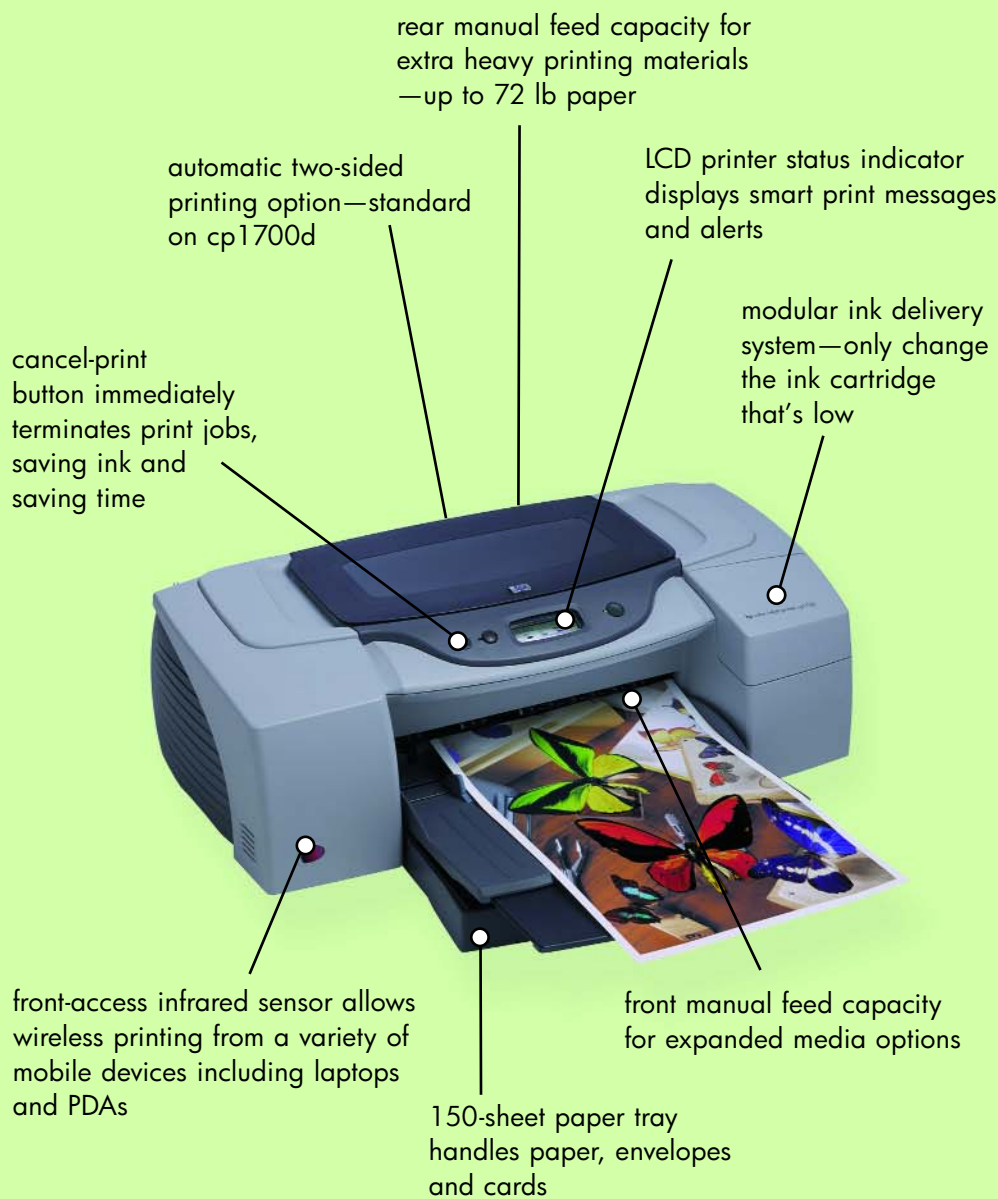 rear manual feed capacity for
extra heavy printing materials
—up to 72 lb paper
automatic two-sided
printing option—standard
on cp1700d
LCD printer status indicator
displays smart print messages
and alerts
modular ink delivery
system—only change
the ink cartridge
that's low
cancel-print
button immediately
terminates print jobs,
saving ink and
saving time
front-access infrared sensor allows
wireless printing from a variety of
mobile devices including laptops
and PDAs
front manual feed capacity
for expanded media options
150-sheet paper tray
handles paper, envelopes
and cards